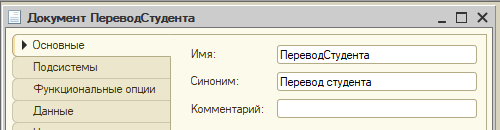 Документ ПереводСтудента
Основные
Подсистемы
Функциональные опции
Данные
Имя: ПереводСтудента
Синоним: Перевод студента
Комментарий: